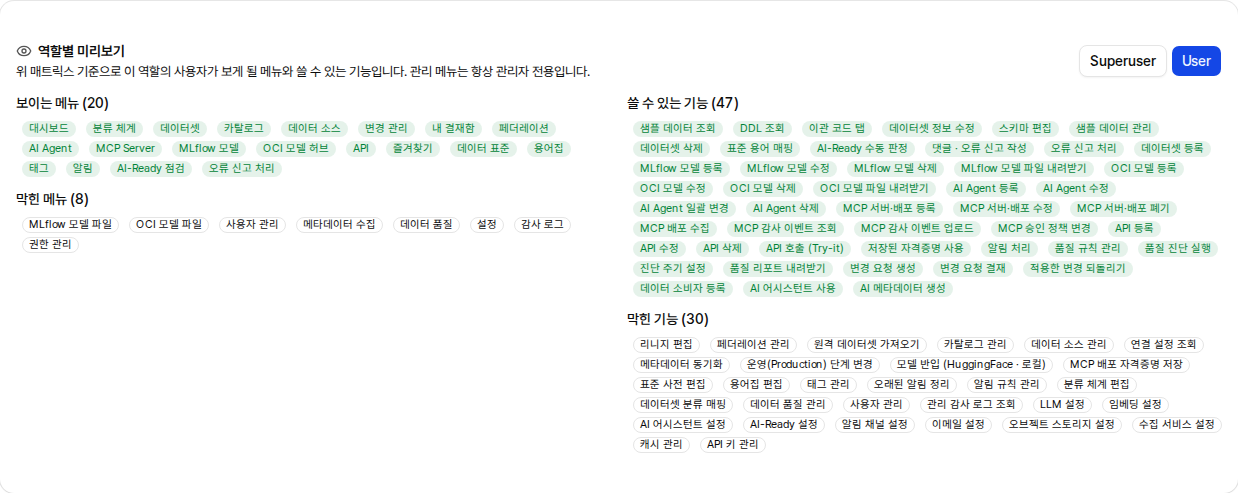 역할별 미리보기
위 매트릭스 기준으로 이 역할의 사용자가 보게 될 메뉴와 쓸 수 있는 기능입니다. 관리 메뉴는 항상 관리자 전용입니다.
Superuser User
보이는 메뉴 (20)
대시보드 분류 체계 데이터셋 카탈로그 데이터 소스 변경 관리 내 결재함 페더레이션
AI Agent MCP Server MLflow 모델 OCI 모델 허브 API 즐겨찾기 데이터 표준 용어집
태그 알림 AI-Ready 점검 오류 신고 처리
막힌 메뉴 (8)
MLflow 모델 파일 OCI 모델 파일 사용자 관리 메타데이터 수집 데이터 품질 설정 감사 로그
권한 관리
쓸 수 있는 기능 (47)
샘플 데이터 조회 DDL 조회 이관 코드 탭 데이터셋 정보 수정 스키마 편집 샘플 데이터 관리
데이터셋 삭제 표준 용어 매핑 AI-Ready 수동 판정 댓글 · 오류 신고 작성 오류 신고 처리 데이터셋 등록
MLflow 모델 등록 MLflow 모델 수정 MLflow 모델 삭제 MLflow 모델 파일 내려받기 OCI 모델 등록
OCI 모델 수정 OCI 모델 삭제 OCI 모델 파일 내려받기 AI Agent 등록 AI Agent 수정
AI Agent 일괄 변경 AI Agent 삭제 MCP 서버·배포 등록 MCP 서버·배포 수정 MCP 서버·배포 폐기
MCP 배포 수집 MCP 감사 이벤트 조회 MCP 감사 이벤트 업로드 MCP 승인 정책 변경 API 등록
API 수정 API 삭제 API 호출 (Try-it) 저장된 자격증명 사용 알림 처리 품질 규칙 관리 품질 진단 실행
진단 주기 설정 품질 리포트 내려받기 변경 요청 생성 변경 요청 결재 적용한 변경 되돌리기
데이터 소비자 등록 AI 어시스턴트 사용 AI 메타데이터 생성
막힌 기능 (30)
리니지 편집 페더레이션 관리 원격 데이터셋 가져오기 카탈로그 관리 데이터 소스 관리 연결 설정 조회
메타데이터 동기화 운영(Production) 단계 변경 모델 반입 (HuggingFace · 로컬) MCP 배포 자격증명 저장
표준 사전 편집 용어집 편집 태그 관리 오래된 알림 정리 알림 규칙 관리 분류 체계 편집
데이터셋 분류 매핑 데이터 품질 관리 사용자 관리 관리 감사 로그 조회 LLM 설정 임베딩 설정
AI 어시스턴트 설정 AI-Ready 설정 알림 채널 설정 이메일 설정 오브젝트 스토리지 설정 수집 서비스 설정
캐시 관리 API 키 관리